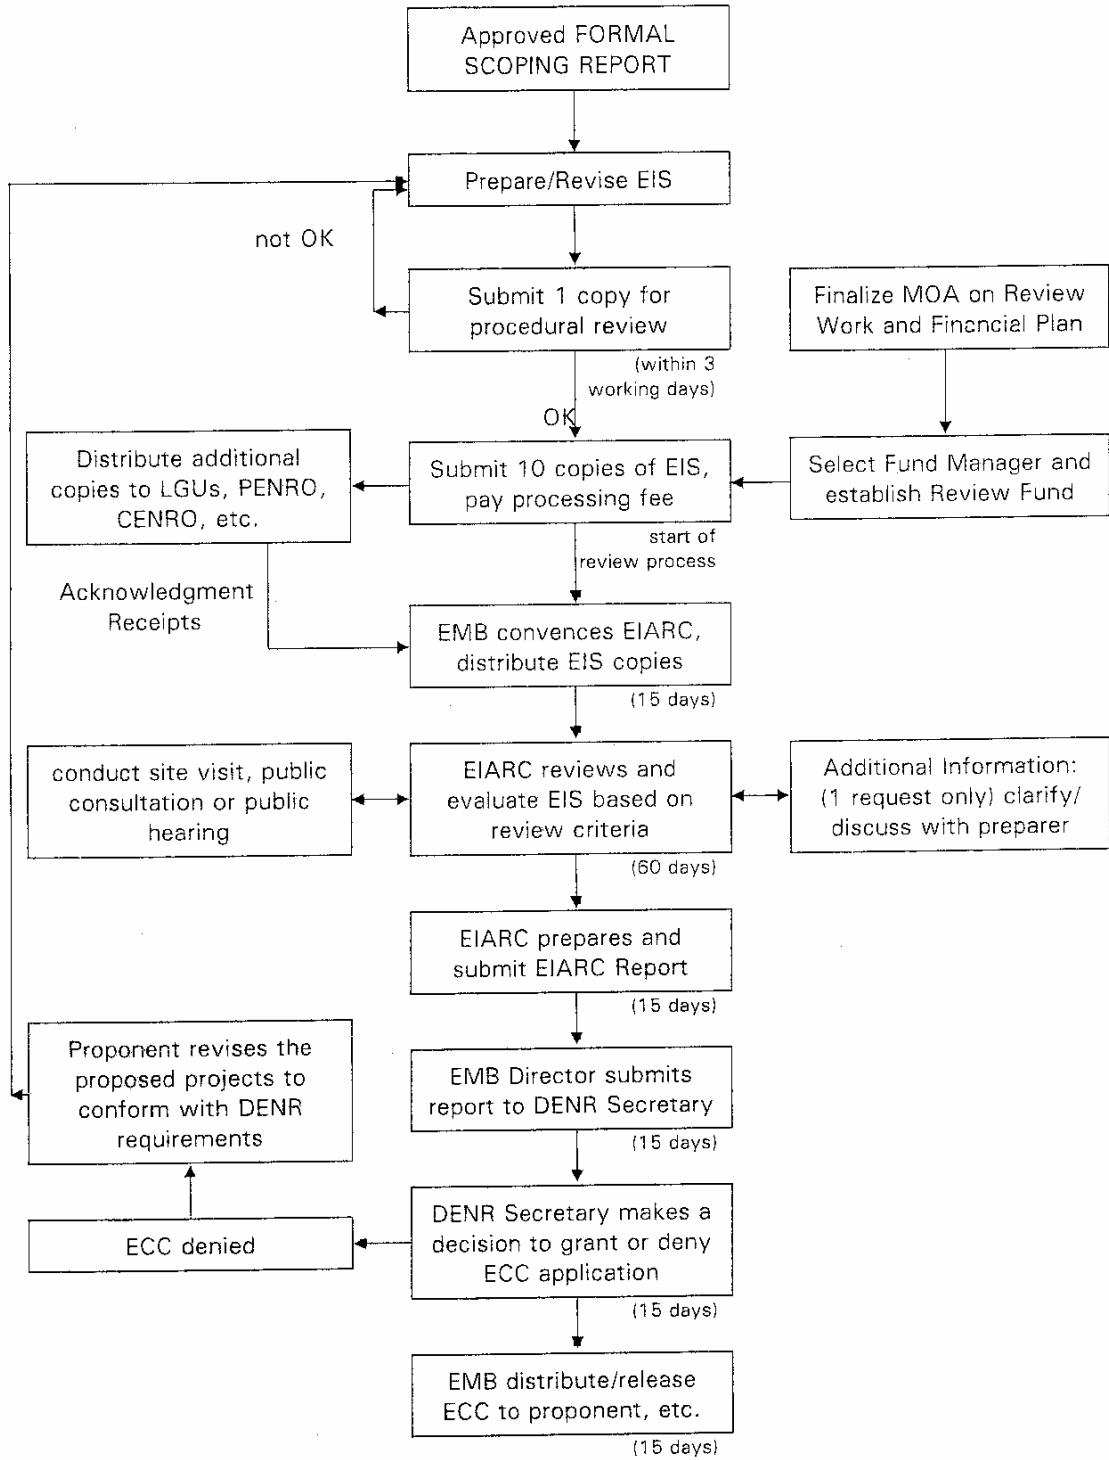 Approved FORMAL
SCOPING REPORT
Prepare/Revise EIS
not OK
Submit 1 copy for
procedural review
(within 3
working days)
Finalize MOA on Review
Work and Financial Plan
OK
Distribute additional
copies to LGUs, PENRO,
CENRO, etc.
Submit 10 copies of EIS,
pay processing fee
Select Fund Manager and
establish Review Fund
start of
review process
Acknowledgment
Receipts
EMB convences EIARC,
distribute EIS copies
(15 days)
conduct site visit, public
consultation or public
hearing
EIARC reviews and
evaluate EIS based on
review criteria
(60 days)
Additional Information:
(1 request only) clarify/
discuss with preparer
EIARC prepares and
submit EIARC Report
(15 days)
Proponent revises the
proposed projects to
conform with DENR
requirements
EMB Director submits
report to DENR Secretary
(15 days)
ECC denied
DENR Secretary makes a
decision to grant or deny
ECC application
(15 days)
EMB distribute/release
ECC to proponent, etc.
(15 days)